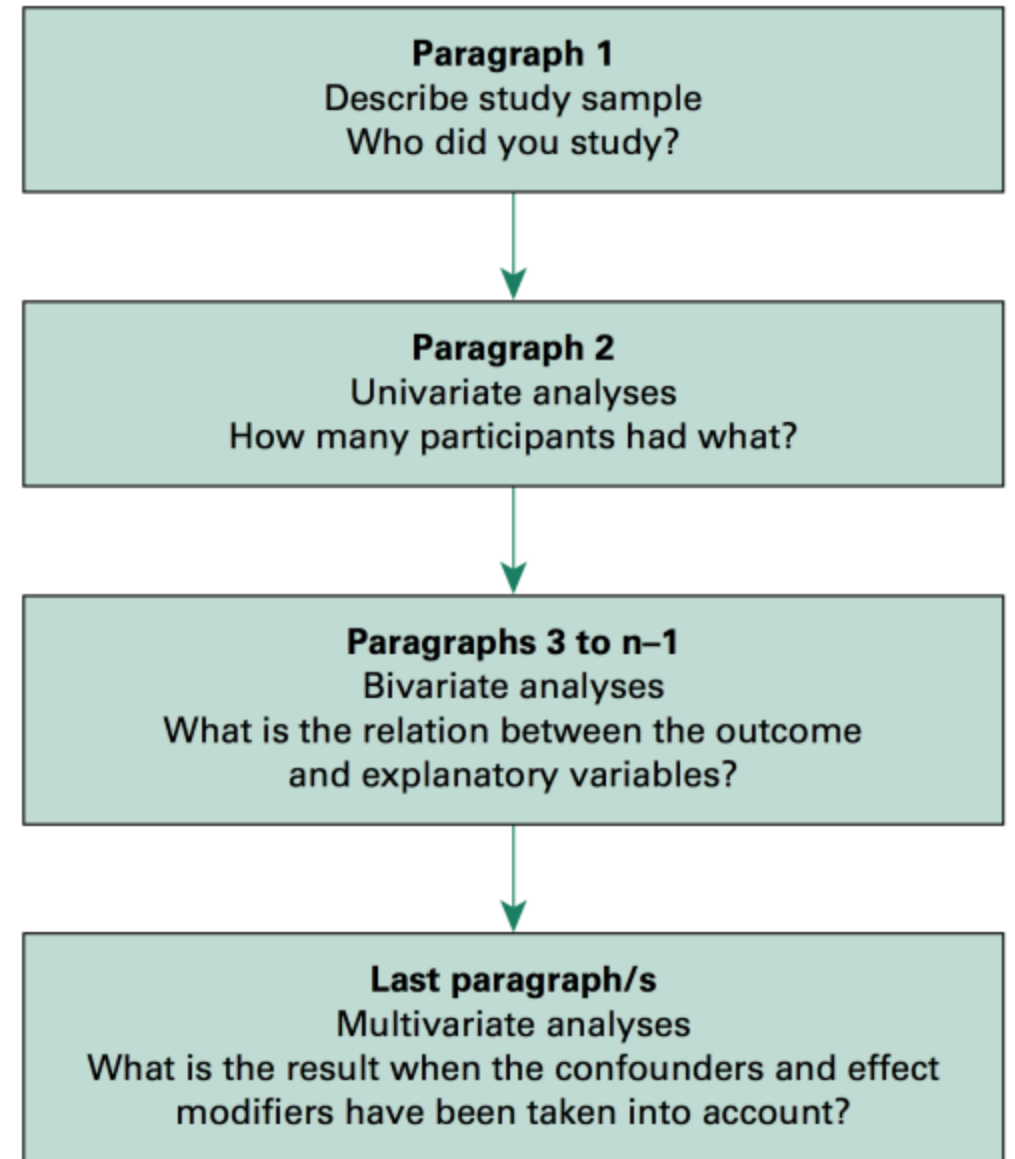 Paragraph 1
Describe study sample
Who did you study?
Paragraph 2
Univariate analyses
How many participants had what?
Paragraphs 3 to n–1
Bivariate analyses
What is the relation between the outcome
and explanatory variables?
Last paragraph/s
Multivariate analyses
What is the result when the confounders and effect
modifiers have been taken into account?